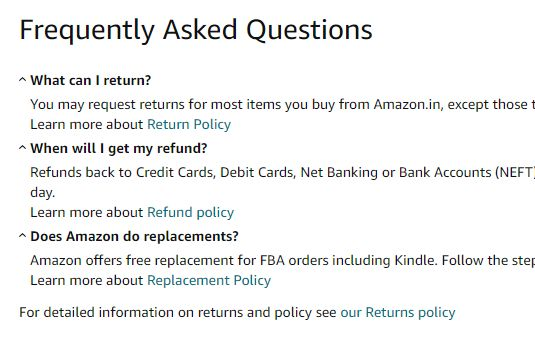 Frequently Asked Questions
What can I return?
You may request returns for most items you buy from Amazon.in, except those
Learn more about Return Policy
When will I get my refund?
Refunds back to Credit Cards, Debit Cards, Net Banking or Bank Accounts (NEFT)
day.
Learn more about Refund policy
Does Amazon do replacements?
Amazon offers free replacement for FBA orders including Kindle. Follow the
Learn more about Replacement Policy
For detailed information on returns and policy see our Returns policy